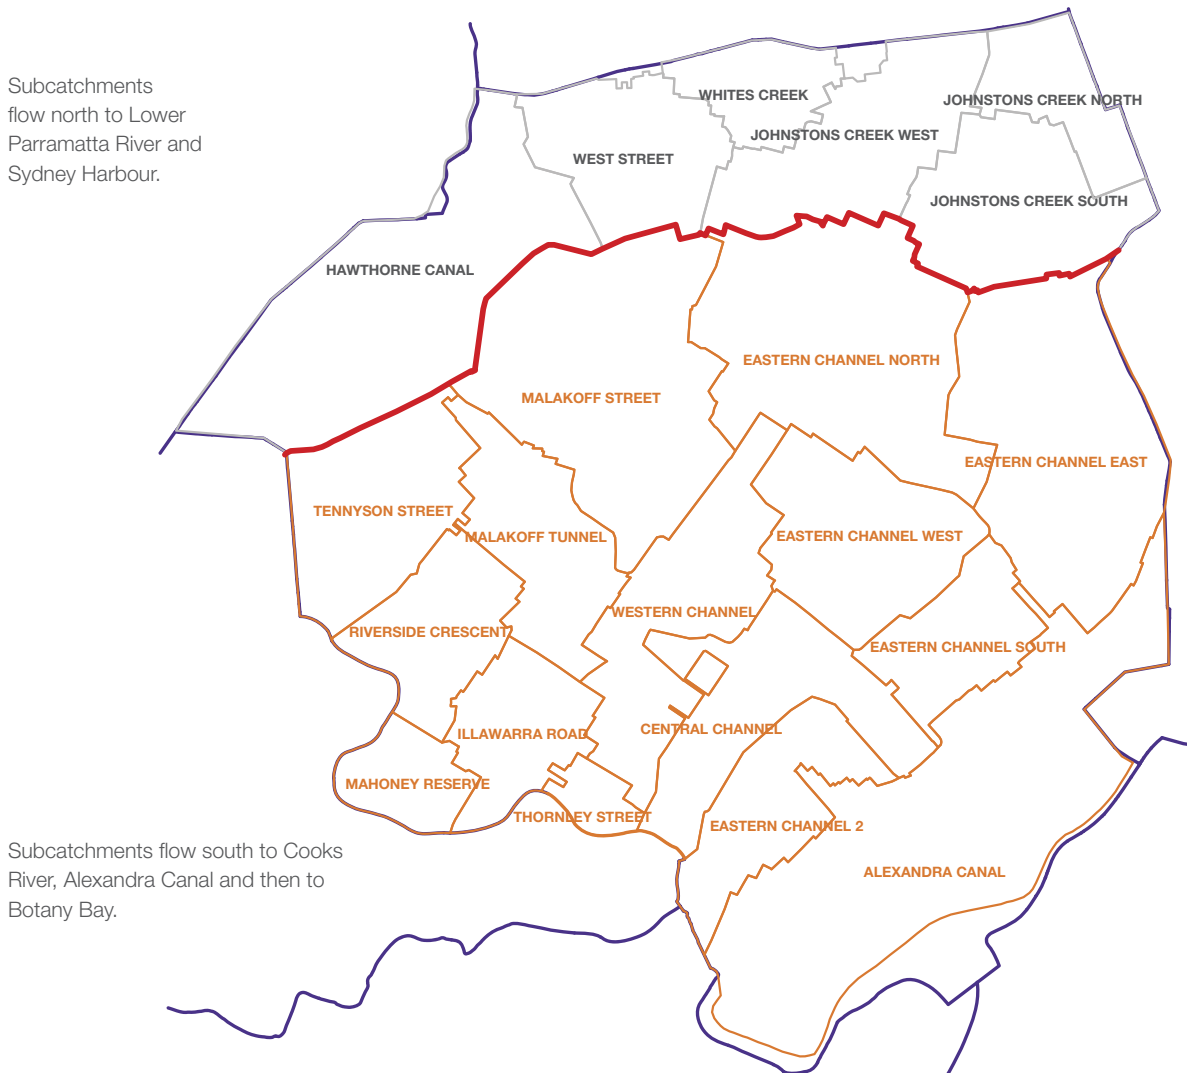 Subcatchments
flow north to Lower
Parramatta River and
Sydney Harbour.
WHITES CREEK
JOHNSTONS CREEK NORTH
JOHNSTONS CREEK WEST
WEST STREET
JOHNSTONS CREEK SOUTH
HAWTHORNE CANAL
EASTERN CHANNEL NORTH
MALAKOFF STREET
EASTERN CHANNEL EAST
TENNYSON STREET
MALAKOFF TUNNEL
EASTERN CHANNEL WEST
WESTERN CHANNEL
RIVERSIDE CRESCENT
EASTERN CHANNEL SOUTH
CENTRAL CHANNEL
ILLAWARRA ROAD
MAHONEY RESERVE
THORNLEY STREET
EASTERN CHANNEL 2
ALEXANDRA CANAL
Subcatchments flow south to Cooks
River, Alexandra Canal and then to
Botany Bay.